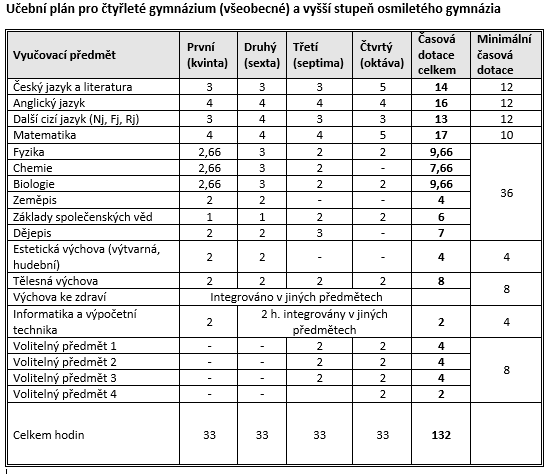 Učební plán pro čtyřleté gymnázium (všeobecné) a vyšší stupeň osmiletého gymnázia
Vyučovací předmět | První (kvinta) | Druhý (sexta) | Třetí (septima) | Čtvrtý (oktáva) | Časová dotace celkem | Minimální časová dotace
Český jazyk a literatura | 3 | 3 | 3 | 5 | 14 | 12
Anglický jazyk | 4 | 4 | 4 | 4 | 16 | 12
Další cizí jazyk (Nj, Fj, Rj) | 3 | 4 | 3 | 3 | 13 | 12
Matematika | 4 | 4 | 4 | 5 | 17 | 10
Fyzika | 2,66 | 3 | 2 | 2 | 9,66 | 36
Chemie | 2,66 | 3 | 2 | - | 7,66
Biologie | 2,66 | 3 | 2 | 2 | 9,66
Zeměpis | 2 | 2 | - | - | 4
Základy společenských věd | 1 | 1 | 2 | 2 | 6
Dějepis | 2 | 2 | 3 | - | 7
Estetická výchova (výtvarná, hudební) | 2 | 2 | - | - | 4 | 4
Tělesná výchova | 2 | 2 | 2 | 2 | 8 | 8
Výchova ke zdraví | Integrováno v jiných předmětech
Informatika a výpočetní technika | 2 | 2 h. integrovány v jiných předmětech | 2 | 4
Volitelný předmět 1 | - | - | 2 | 2 | 4 | 8
Volitelný předmět 2 | - | - | 2 | 2 | 4
Volitelný předmět 3 | - | - | 2 | 2 | 4
Volitelný předmět 4 | - | - | | 2 | 2
Celkem hodin | 33 | 33 | 33 | 33 | 132